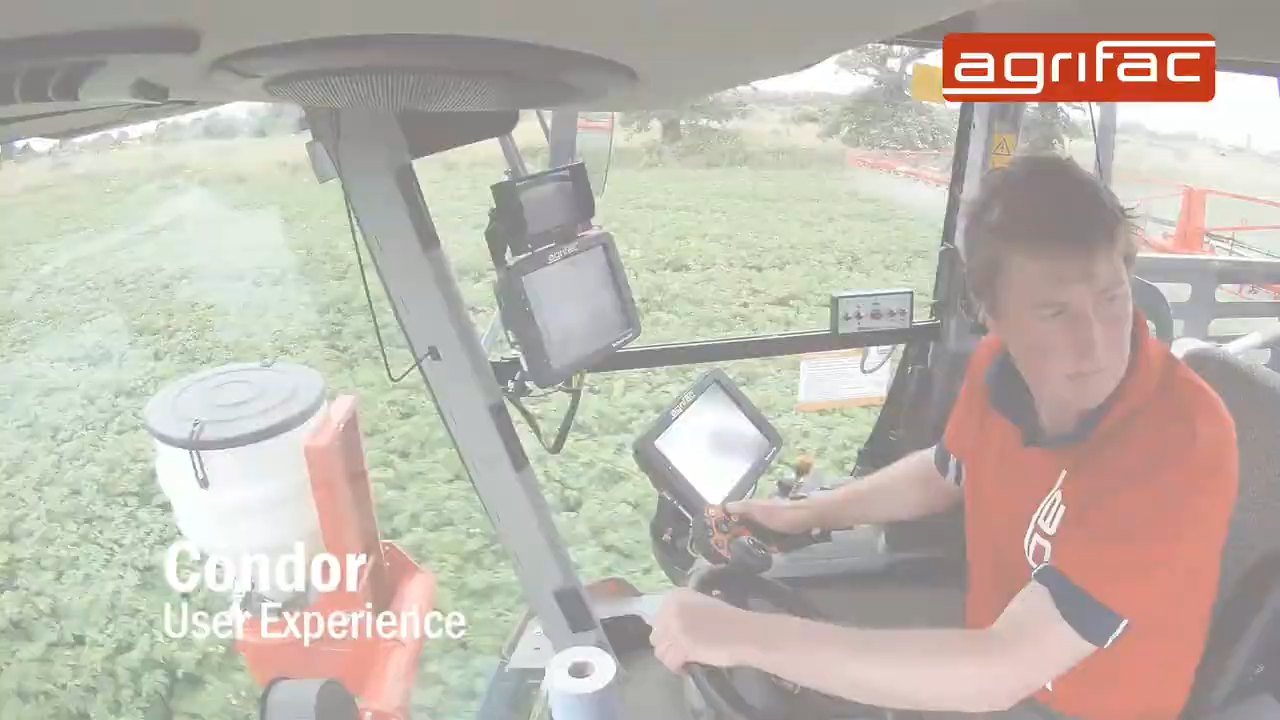 agrifac
agrifac
agrifac
Condor
User Experience